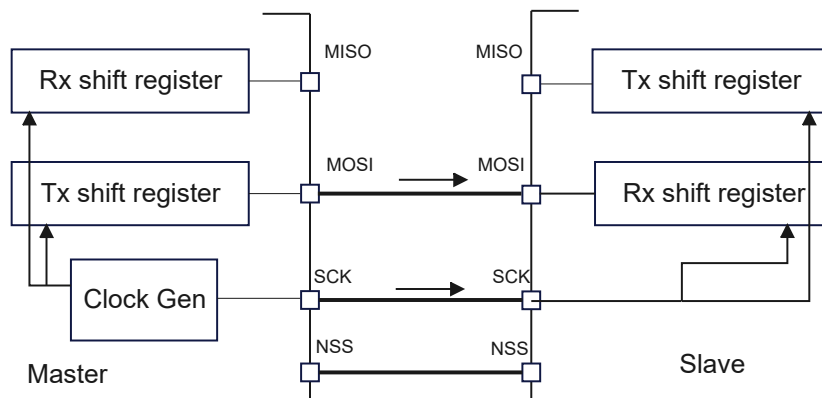 MISO
MISO
Rx shift register
Tx shift register
MOSI
MOSI
Tx shift register
Rx shift register
SCK
SCK
Clock Gen
NSS
NSS
Master
Slave